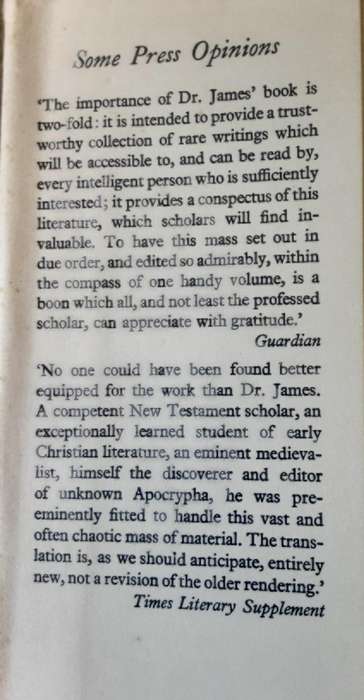 Some Press Opinions
'The importance of Dr. James' book is
two-fold: it is intended to provide a trust-
worthy collection of rare writings which
will be accessible to, and can be read by,
every intelligent person who is sufficiently
interested; it provides a conspectus of this
literature, which scholars will find in-
valuable. To have this mass set out in
due order, and edited so admirably, within
the compass of one handy volume, is a
boon which all, and not least the professed
scholar, can appreciate with gratitude.'
Guardian
'No one could have been found better
equipped for the work than Dr. James.
A competent New Testament scholar, an
exceptionally learned student of early
Christian literature, an eminent medieva-
list, himself the discoverer and editor
of unknown Apocrypha, he was pre-
eminently fitted to handle this vast and
often chaotic mass of material. The trans-
lation is, as we should anticipate, entirely
new, not a revision of the older rendering.'
Times Literary Supplement